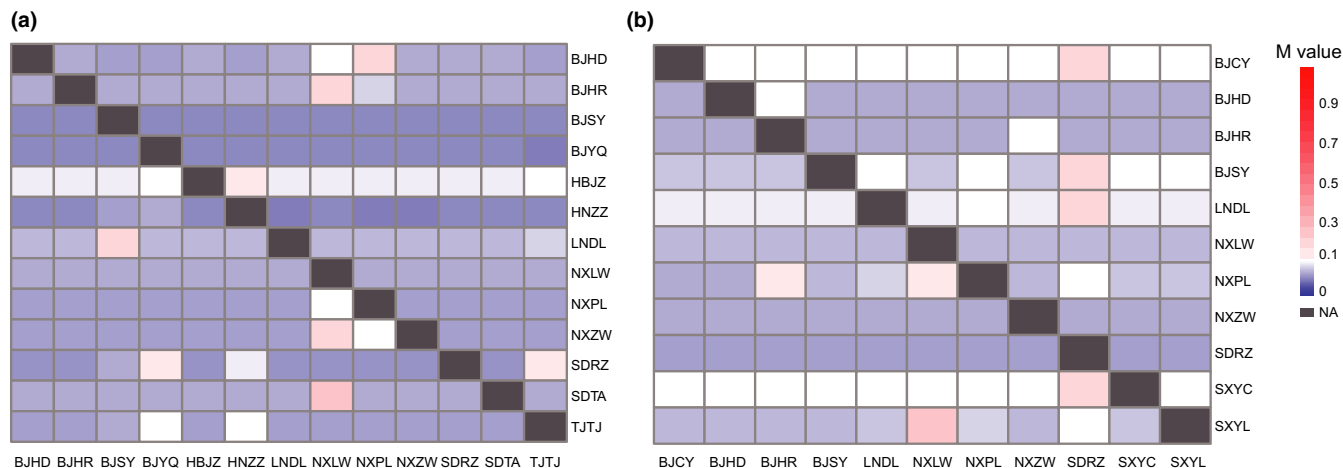 (a)
BJHD
BJHR
BJSY
BJYQ
HBJZ
HNZZ
LNDL
NXLW
NXPL
NXZW
SDRZ
SDTA
TJTJ
BJHD BJHR BJSY BJYQ HBJZ HNZZ LNDL NXLW NXPL NXZW SDRZ SDTA TJTJ
(b)
BJCY
BJHD
BJHR
BJSY
LNDL
NXLW
NXPL
NXZW
SDRZ
SXYC
SXYL
BJCY BJHD BJHR BJSY LNDL NXLW NXPL NXZW SDRZ SXYC SXYL
M value
0.9
0.7
0.5
0.3
0.1
0
NA